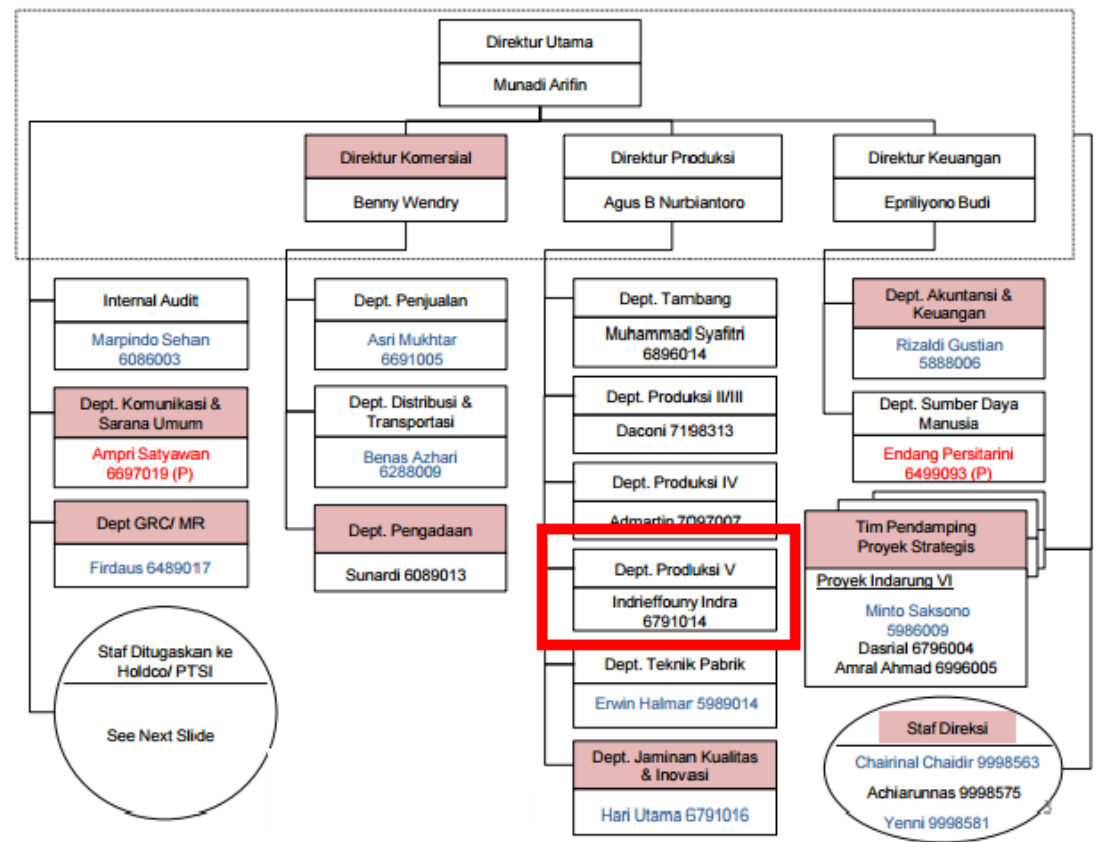 Direktur Utama
Munadi Arifin
Direktur Komersial
Benny Wendry
Direktur Produksi
Agus B Nurbiantoro
Direktur Keuangan
Epriliyono Budi
Internal Audit
Marpindo Sehan
6086003
Dept. Komunikasi &
Sarana Umum
Ampri Satyawan
6697019 (P)
Dept GRC/ MR
Firdaus 6489017
Staf Ditugaskan ke
Holdco/ PTSI
See Next Slide
Dept. Penjualan
Asri Mukhtar
6691005
Dept. Distribusi &
Transportasi
Benas Azhari
6288009
Dept. Pengadaan
Sunardi 6089013
Dept. Tambang
Muhammad Syafitri
6896014
Dept. Produksi II/III
Daconi 7198313
Dept. Produksi IV
Admartin 7097007
Dept. Produksi V
Indrieffouny Indra
6791014
Dept. Teknik Pabrik
Erwin Halmar 5989014
Dept. Jaminan Kualitas
& Inovasi
Hari Utama 6791016
Dept. Akuntansi &
Keuangan
Rizaldi Gustian
5888006
Dept. Sumber Daya
Manusia
Endang Persitarini
6499093 (P)
Tim Pendamping
Proyek Strategis
Proyek Indarung VI
Minto Saksono
5986009
Dasrial 6796004
Amral Ahmad 6996005
Staf Direksi
Chairinal Chaidir 9998563
Achiarunnas 9998575
Yenni 9998581
3